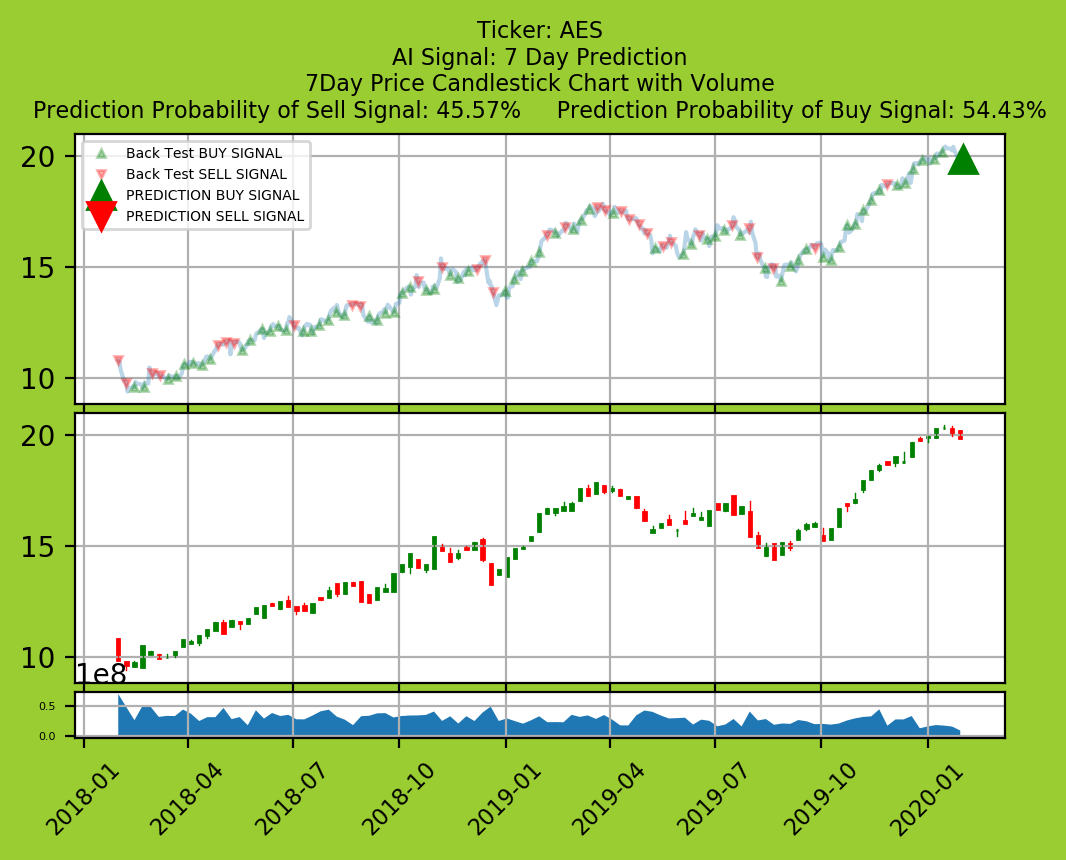 Ticker: AES
AI Signal: 7 Day Prediction
7Day Price Candlestick Chart with Volume
Prediction Probability of Sell Signal: 45.57%     Prediction Probability of Buy Signal: 54.43%
Back Test BUY SIGNAL
Back Test SELL SIGNAL
PREDICTION BUY SIGNAL
PREDICTION SELL SIGNAL
20
15
10
20
15
10
1e8
0.5
0.0
2018-01
2018-04
2018-07
2018-10
2019-01
2019-04
2019-07
2019-10
2020-01